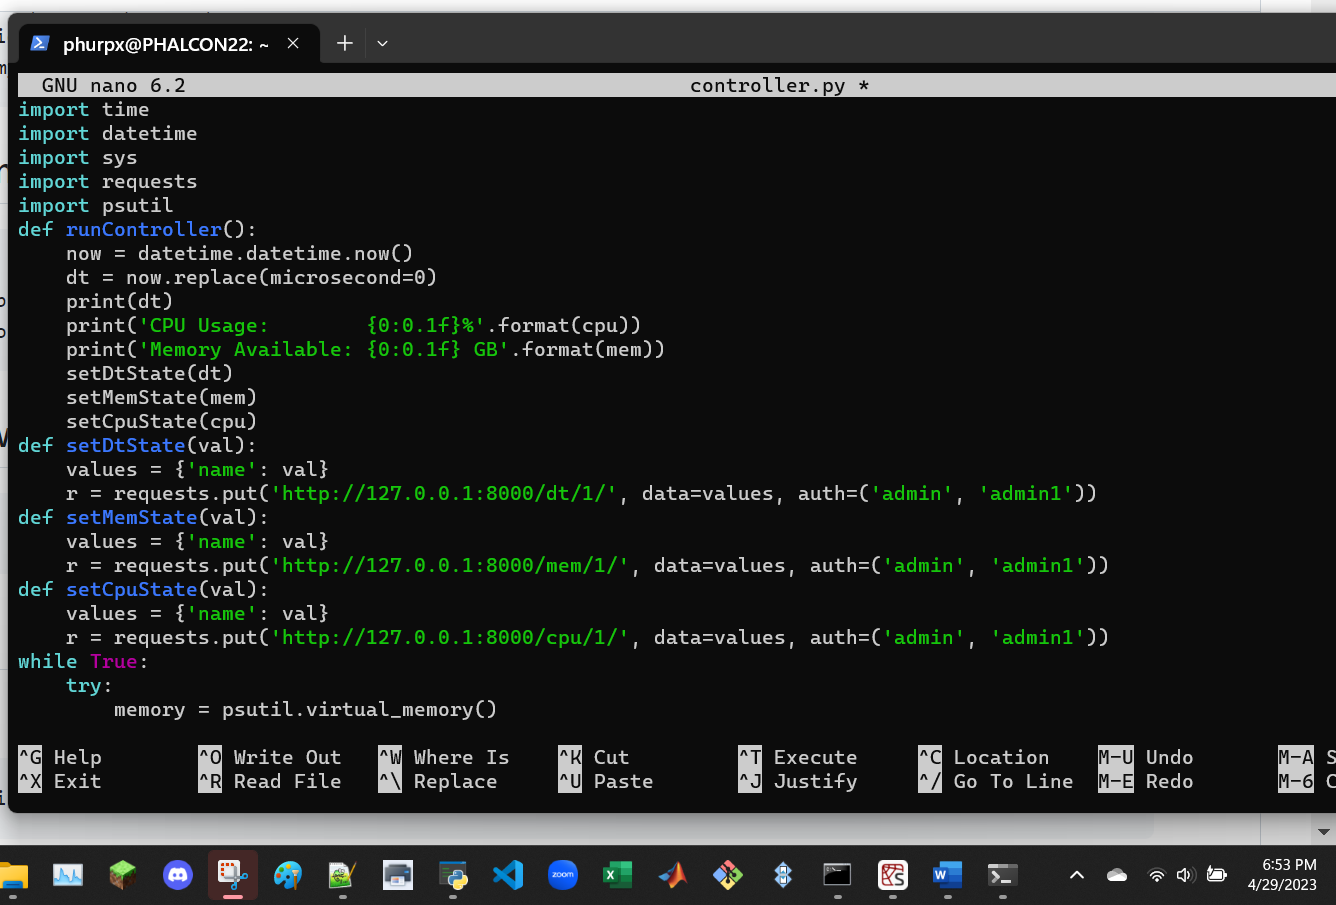 phurpx@PHALCON22: ~
GNU nano 6.2 controller.py *
import time
import datetime
import sys
import requests
import psutil
def runController():
    now = datetime.datetime.now()
    dt = now.replace(microsecond=0)
    print(dt)
    print('CPU Usage:        {0:0.1f}%'.format(cpu))
    print('Memory Available: {0:0.1f} GB'.format(mem))
    setDtState(dt)
    setMemState(mem)
    setCpuState(cpu)
def setDtState(val):
    values = {'name': val}
    r = requests.put('http://127.0.0.1:8000/dt/1/', data=values, auth=('admin', 'admin1'))
def setMemState(val):
    values = {'name': val}
    r = requests.put('http://127.0.0.1:8000/mem/1/', data=values, auth=('admin', 'admin1'))
def setCpuState(val):
    values = {'name': val}
    r = requests.put('http://127.0.0.1:8000/cpu/1/', data=values, auth=('admin', 'admin1'))
while True:
    try:
        memory = psutil.virtual_memory()
^G Help ^O Write Out ^W Where Is ^K Cut ^T Execute ^C Location M-U Undo M-A
^X Exit ^R Read File ^\ Replace ^U Paste ^J Justify ^/ Go To Line M-E Redo M-6
zoom
6:53 PM
4/29/2023